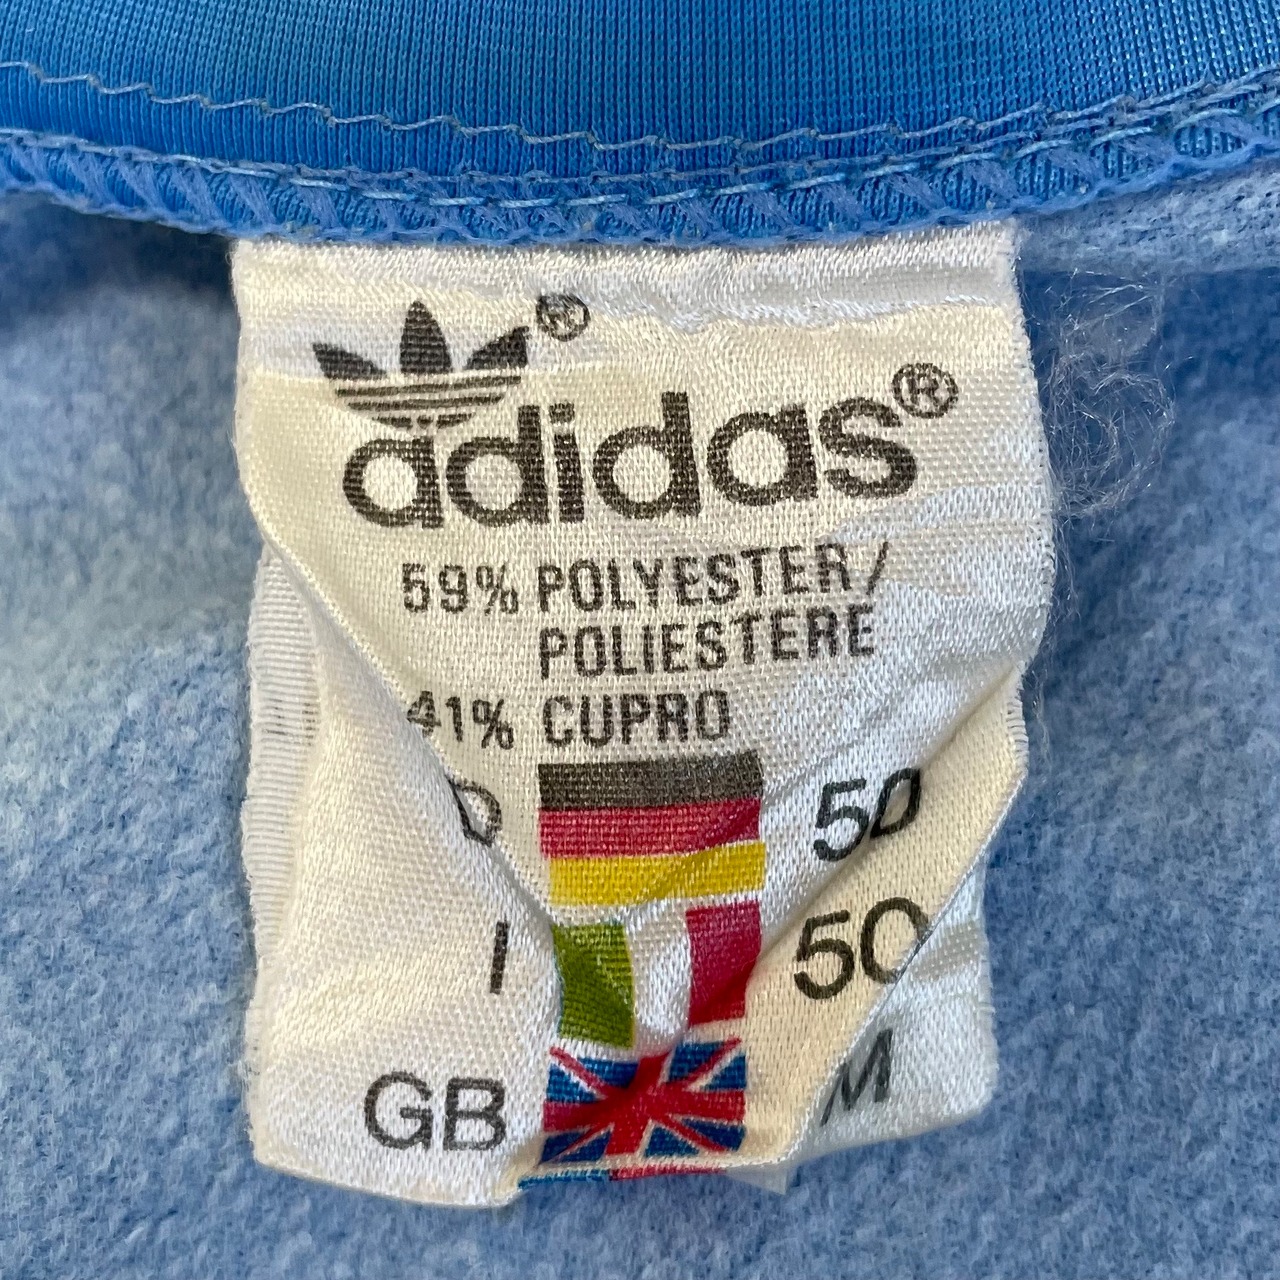 ®
adidas®
59% POLYESTER/
POLIESTERE
41% CUPRO
D 50
I 50
GB M